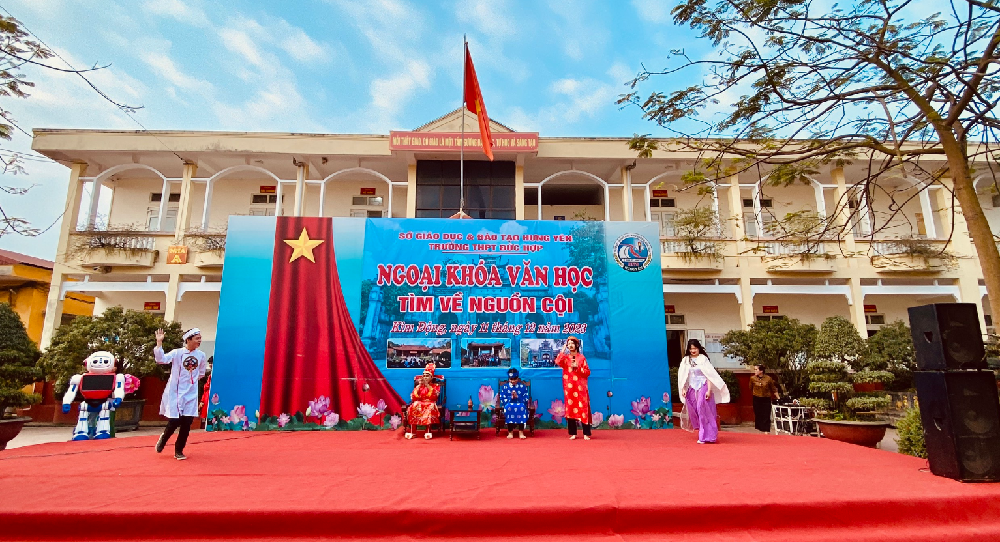 MỖI THẦY GIÁO, CÔ GIÁO LÀ MỘT TẤM GƯƠNG TỰ HỌC VÀ SÁNG TẠO
NHÀ
A
SỞ GIÁO DỤC & ĐÀO TẠO HƯNG YÊN
TRƯỜNG THPT ĐỨC HỢP
NGOẠI KHÓA VĂN HỌC
TÌM VỀ NGUỒN CỘI
Kim Động, ngày 11 tháng 12 năm 2023
HƯNG YÊN